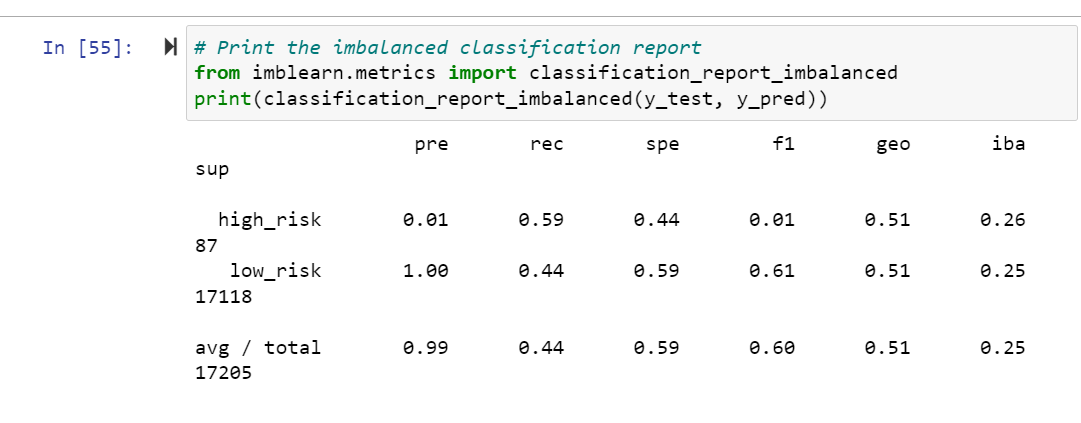 In [55]:
# Print the imbalanced classification report
from imblearn.metrics import classification_report_imbalanced
print(classification_report_imbalanced(y_test, y_pred))
pre rec spe f1 geo iba
sup
high_risk 0.01 0.59 0.44 0.01 0.51 0.26
87
low_risk 1.00 0.44 0.59 0.61 0.51 0.25
17118
avg / total 0.99 0.44 0.59 0.60 0.51 0.25
17205